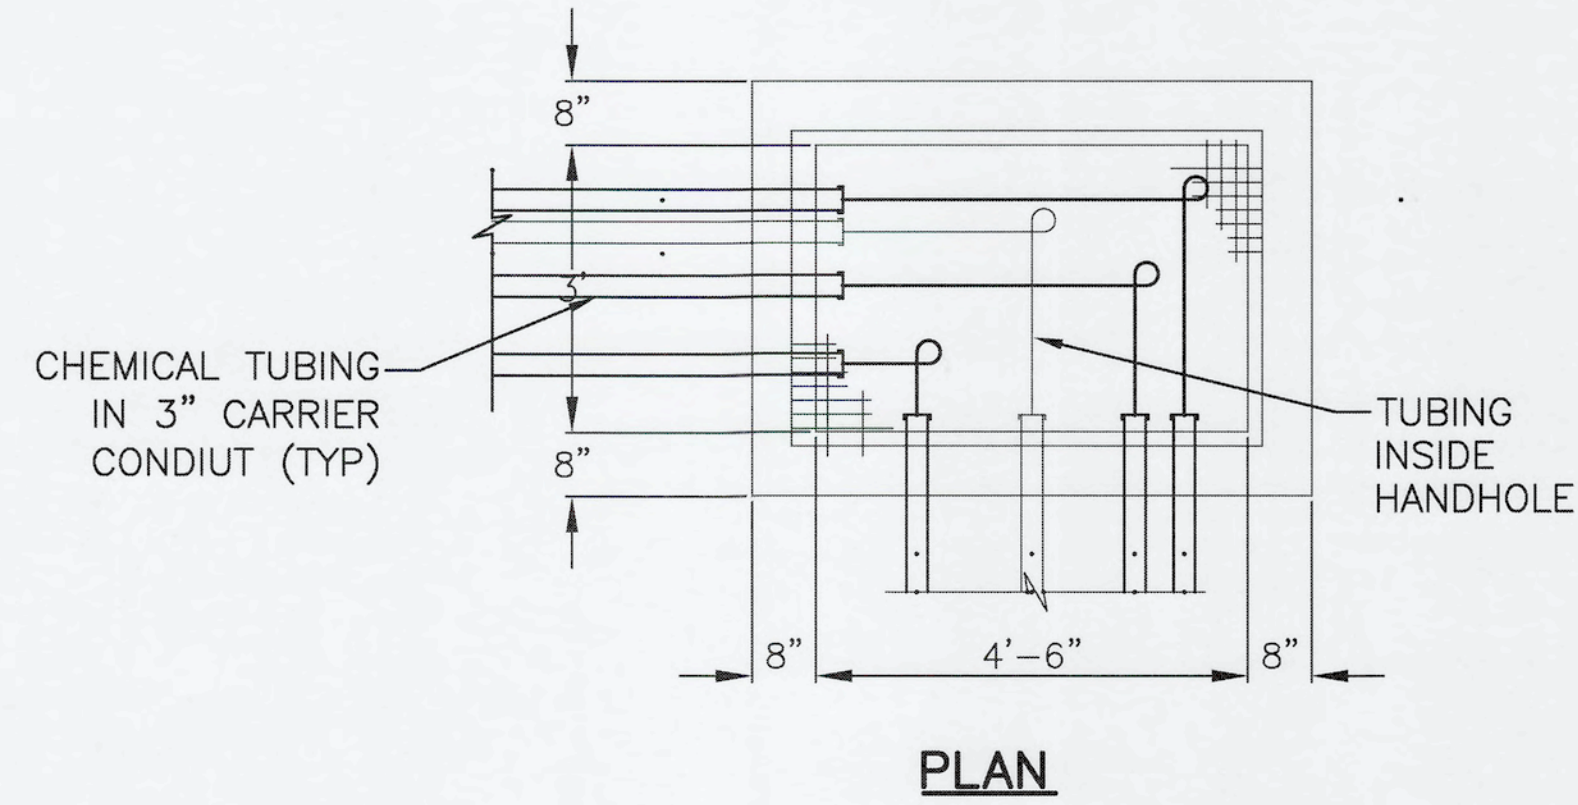 8"
3'
CHEMICAL TUBING
IN 3" CARRIER
CONDIUT (TYP)
8"
TUBING
INSIDE
HANDHOLE
8"
4'-6"
8"
PLAN